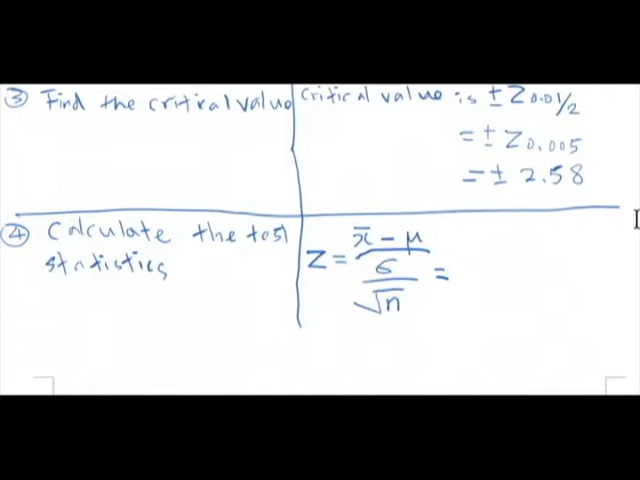 ③ Find the critical value
critical value is ± Z0.01/2
= ± Z0.005
= ± 2.58
④ Calculate the test
statistics
Z = x̄ − μ / σ / √n =